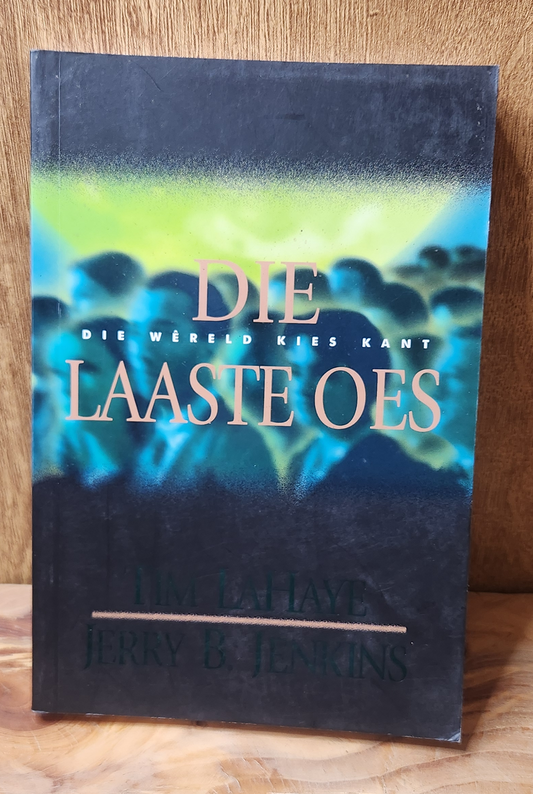 DIE
DIE WÊRELD KIES KANT
LAASTE OES
TIM LAHAYE
JERRY B. JENKINS